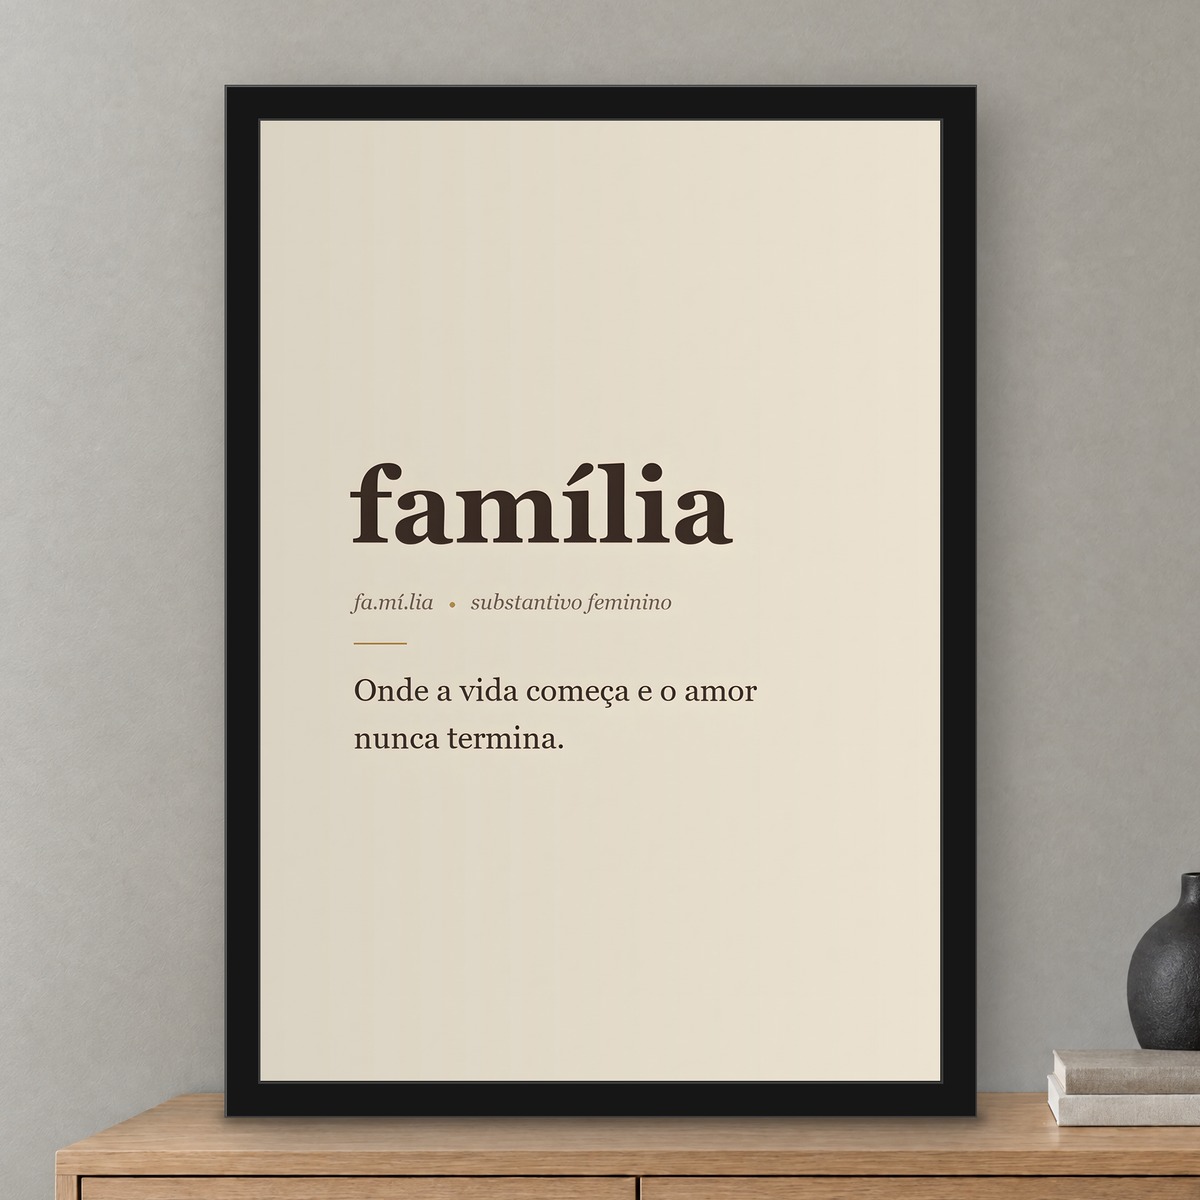 família
fa.mí.lia • substantivo feminino
Onde a vida começa e o amor
nunca termina.